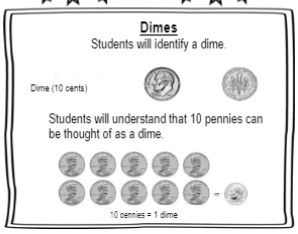 Dimes
Students will identify a dime.
Dime (10 cents)
Students will understand that 10 pennies can
be thought of as a dime.
=
10 pennies = 1 dime